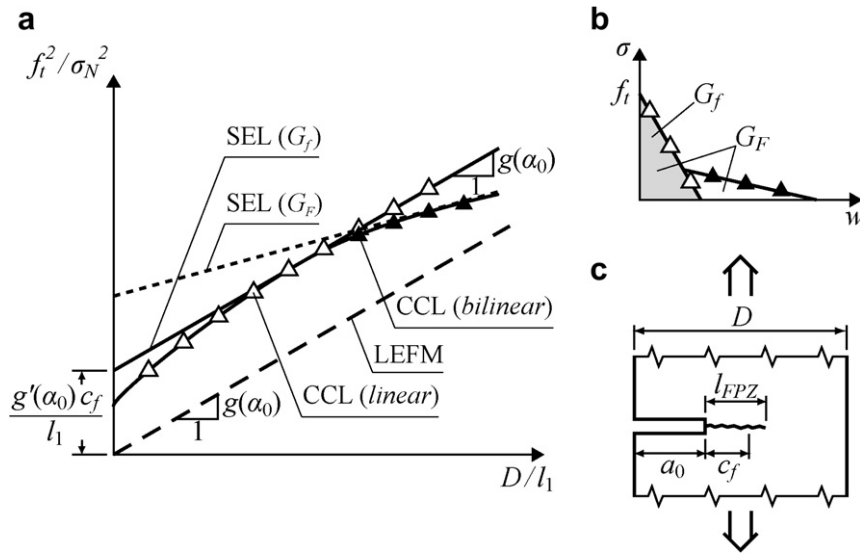 a
f_t^2/σ_N^2
SEL (G_f)
SEL (G_F)
g(α_0)
1
CCL (bilinear)
LEFM
CCL (linear)
g'(α_0) c_f
l_1
g(α_0)
1
D/l_1
b
σ
f_t
G_f
G_F
w
c
D
l_FPZ
a_0
c_f